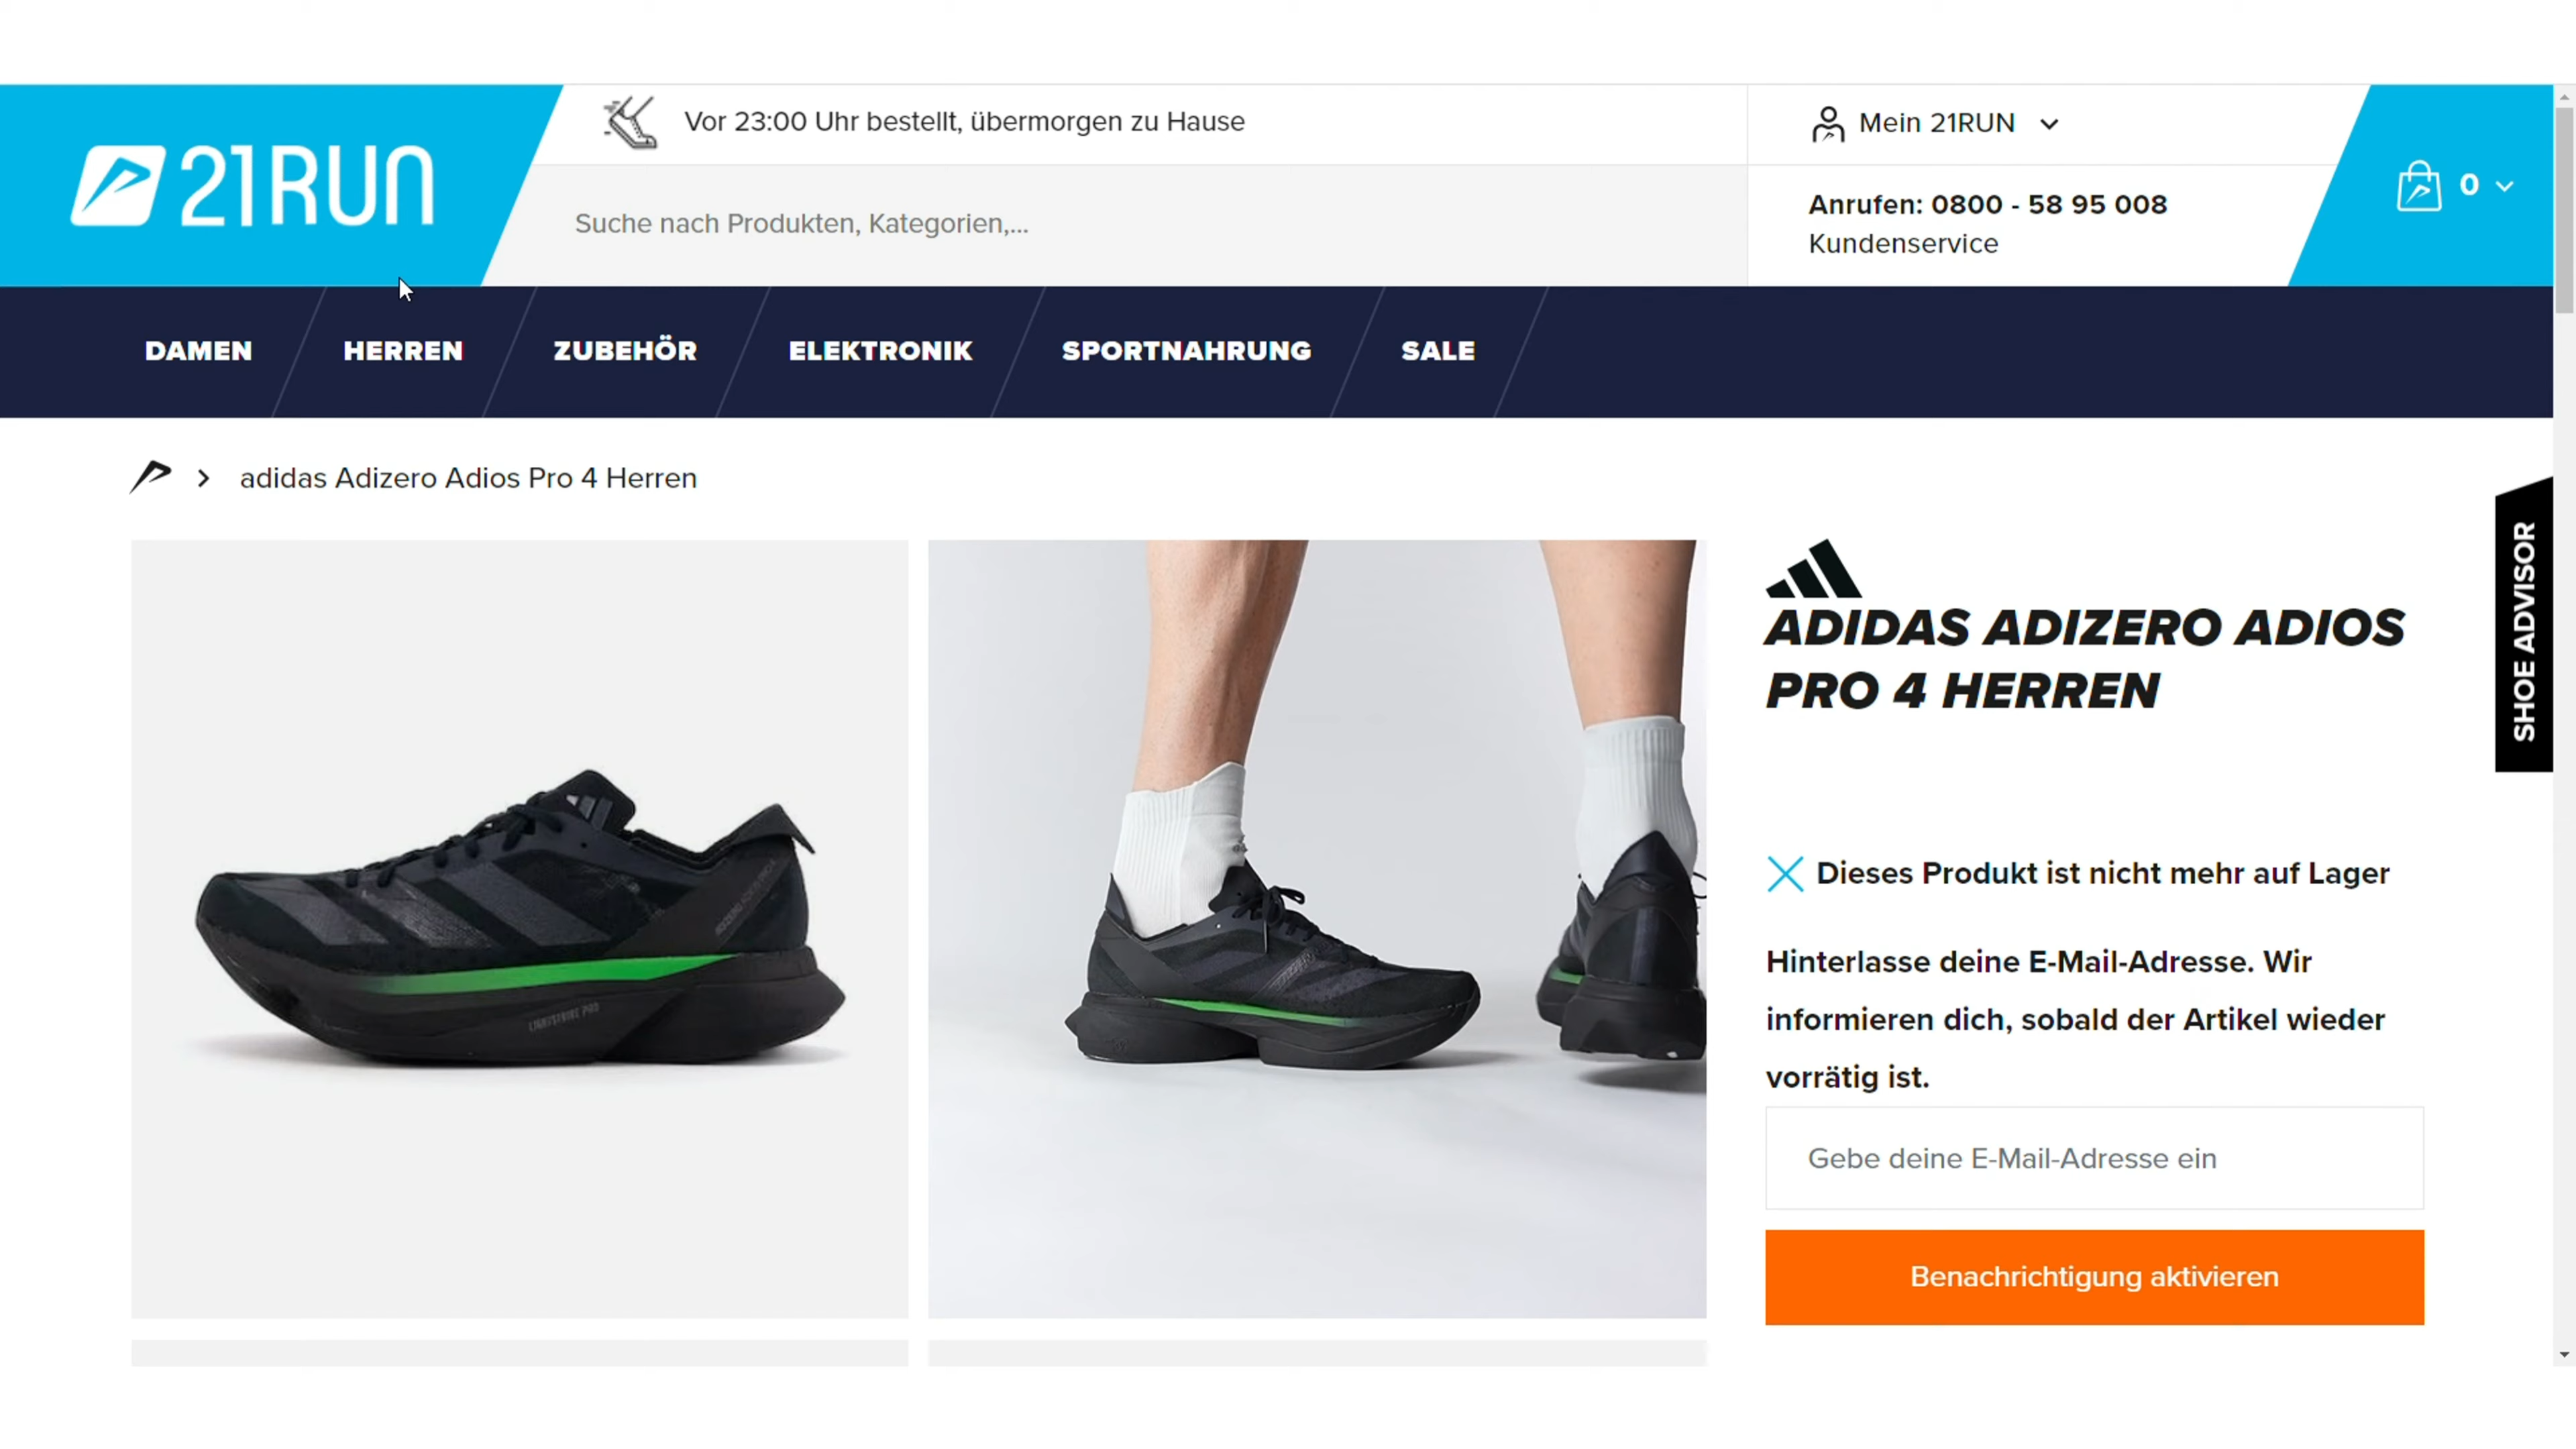 21RUN
Vor 23:00 Uhr bestellt, übermorgen zu Hause
Suche nach Produkten, Kategorien,...
Mein 21RUN
Anrufen: 0800 - 58 95 008
Kundenservice
0
DAMEN
HERREN
ZUBEHÖR
ELEKTRONIK
SPORTNAHRUNG
SALE
adidas Adizero Adios Pro 4 Herren
LIGHTSTRIKE PRO
ADIDAS ADIZERO ADIOS
PRO 4 HERREN
Dieses Produkt ist nicht mehr auf Lager
Hinterlasse deine E-Mail-Adresse. Wir
informieren dich, sobald der Artikel wieder
vorrätig ist.
Gebe deine E-Mail-Adresse ein
Benachrichtigung aktivieren
SHOE ADVISOR